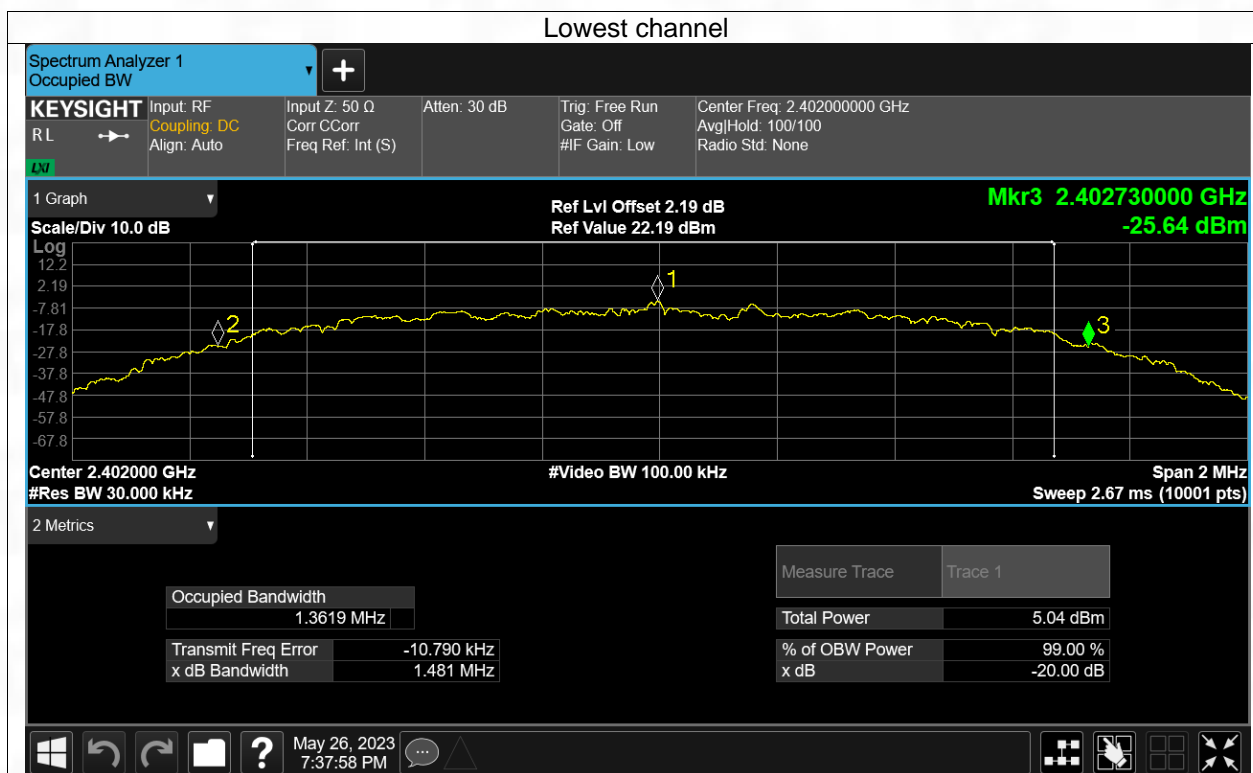 Lowest channel
Spectrum Analyzer 1
Occupied BW
+
KEYSIGHT
RL
LXI
Input: RF
Coupling: DC
Align: Auto
Input Z: 50 Ω
Corr CCorr
Freq Ref: Int (S)
Atten: 30 dB
Trig: Free Run
Gate: Off
#IF Gain: Low
Center Freq: 2.402000000 GHz
Avg|Hold: 100/100
Radio Std: None
1 Graph
Scale/Div 10.0 dB
Ref Lvl Offset 2.19 dB
Ref Value 22.19 dBm
Mkr3 2.402730000 GHz
-25.64 dBm
Log
12.2
2.19
-7.81
-17.8
-27.8
-37.8
-47.8
-57.8
-67.8
1
2
3
Center 2.402000 GHz
#Video BW 100.00 kHz
Span 2 MHz
#Res BW 30.000 kHz
Sweep 2.67 ms (10001 pts)
2 Metrics
Measure Trace Trace 1
Occupied Bandwidth
1.3619 MHz
Total Power 5.04 dBm
Transmit Freq Error -10.790 kHz
% of OBW Power 99.00 %
x dB Bandwidth 1.481 MHz
x dB -20.00 dB
?
May 26, 2023
7:37:58 PM